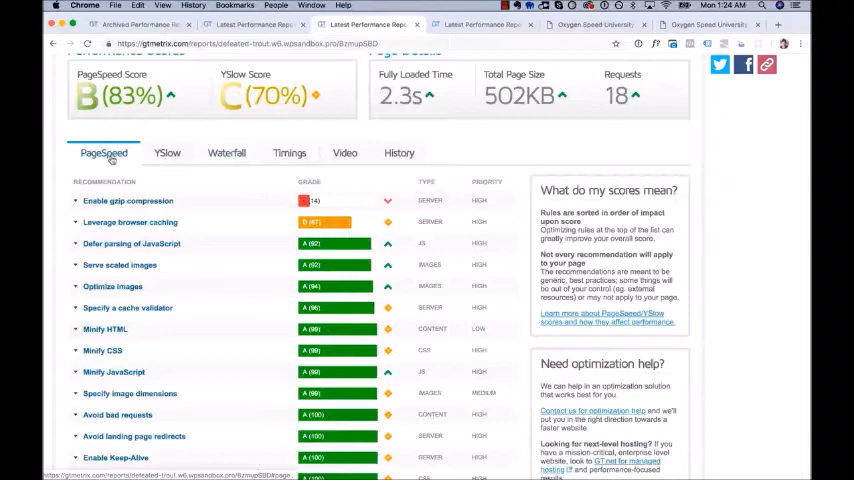 Chrome File Edit View History Bookmarks People Window Help
Mon 1:24 AM
Archived Performance Re
Latest Performance Repo
Latest Performance Repo
Latest Performance Repo
Oxygen Speed University
Oxygen Speed University
https://gtmetrix.com/reports/defeated-trout.w6.wpsandbox.pro/8zmupSBD
PageSpeed Score
YSlow Score
B(83%)
C(70%)
Fully Loaded Time
Total Page Size
Requests
2.3s
502KB
18
PageSpeed YSlow Waterfall Timings Video History
RECOMMENDATION GRADE TYPE PRIORITY
Enable gzip compression (14) SERVER HIGH
Leverage browser caching D (67) SERVER HIGH
Defer parsing of JavaScript A (92) JS HIGH
Serve scaled images A (92) IMAGES HIGH
Optimize images A (94) IMAGES HIGH
Specify a cache validator A (96) SERVER HIGH
Minify HTML A (99) CONTENT LOW
Minify CSS A (99) CSS HIGH
Minify JavaScript A (99) JS HIGH
Specify image dimensions A (99) IMAGES MEDIUM
Avoid bad requests A (100) CONTENT HIGH
Avoid landing page redirects A (100) SERVER HIGH
Enable Keep-Alive A (100) SERVER HIGH
What do my scores mean?
Rules are sorted in order of impact
upon score
Optimizing rules at the top of the list can
greatly improve your overall score.
Not every recommendation will apply
to your page
The recommendations are meant to be
generic, best practices; some things will
be out of your control (eg. external
resources) or may not apply to your page.
Learn more about PageSpeed/YSlow
scores and how they affect performance.
Need optimization help?
We can help in an optimization solution
that works best for you.
Contact us for optimization help and we'll
put you in the right direction towards a
faster website.
Looking for next-level hosting? If you
have a mission-critical, enterprise level
website, look to GT.net for managed
hosting and performance-focused
https://gtmetrix.com/reports/defeated-trout.w6.wpsandbox.pro/8zmupSBD#page...